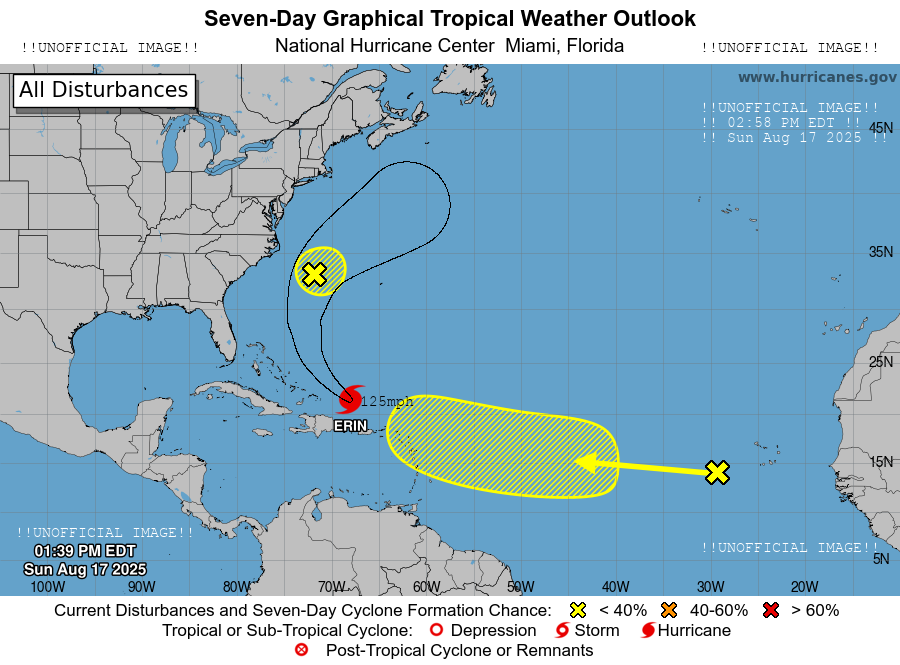 Seven-Day Graphical Tropical Weather Outlook
!!UNOFFICIAL IMAGE!! National Hurricane Center Miami, Florida !!UNOFFICIAL IMAGE!!
All Disturbances
www.hurricanes.gov
!!UNOFFICIAL IMAGE!!
!! 02:58 PM EDT !!
!! Sun Aug 17 2025 !!
45N
35N
25N
125mph
ERIN
15N
!!UNOFFICIAL IMAGE!!
01:39 PM EDT
Sun Aug 17 2025
!!UNOFFICIAL IMAGE!!
5N
100W 90W 80W 70W 60W 50W 40W 30W 20W
Current Disturbances and Seven-Day Cyclone Formation Chance: < 40% 40-60% > 60%
Tropical or Sub-Tropical Cyclone: Depression Storm Hurricane
Post-Tropical Cyclone or Remnants